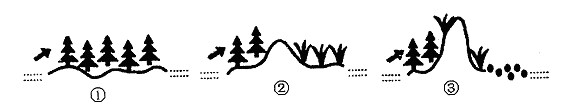 ① ② ③